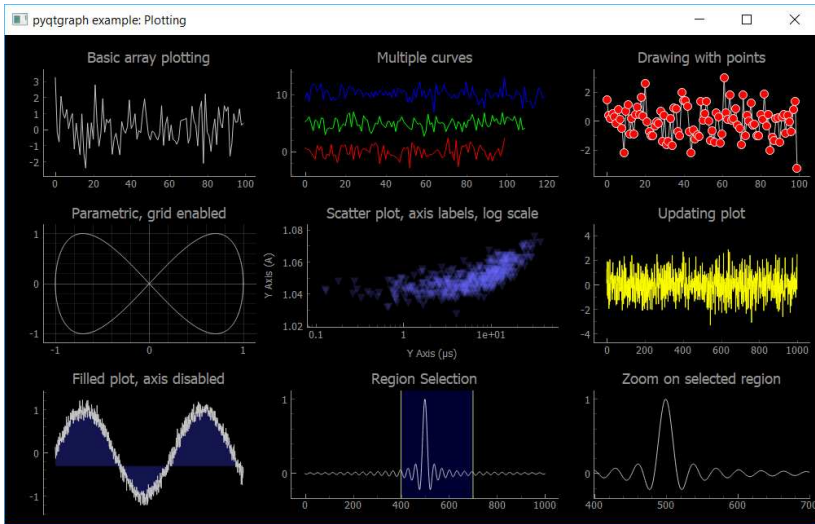 pyqtgraph example: Plotting
Basic array plotting
3
2
1
0
-1
-2
0 20 40 60 80 100
Multiple curves
10
0
0 20 40 60 80 100 120
Drawing with points
2
0
-2
0 20 40 60 80 100
Parametric, grid enabled
1
0
-1
-1 0 1
Scatter plot, axis labels, log scale
Y Axis (A)
1.08
1.06
1.04
1.02
0.1 1 1e+01
Y Axis (µs)
Updating plot
4
2
0
-2
-4
0 200 400 600 800 1000
Filled plot, axis disabled
1
0
-1
Region Selection
1
0
0 200 400 600 800 1000
Zoom on selected region
1
0
400 500 600 700